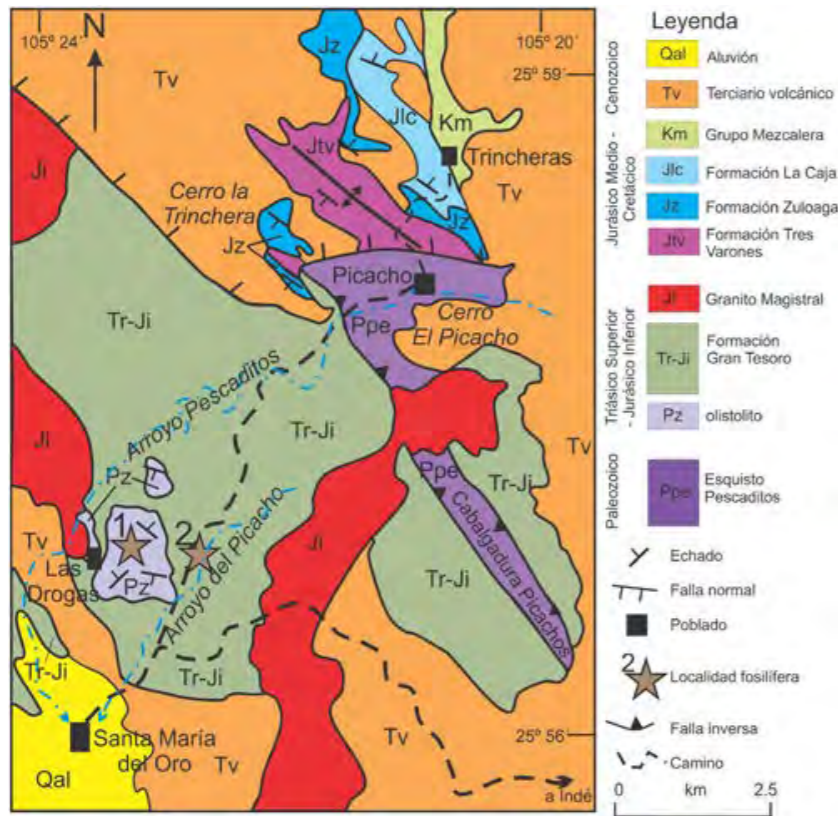 105° 24´
N
Tv
Jz
105° 20´
25° 59´
Jlc
Km
Trincheras
Jtv
Tv
Ji
Cerro la
Trinchera
Jz
Jz
Picacho
Tr-Ji
Ppe
Cerro
El Picacho
Arroyo Pescaditos
Tr-Ji
Tv
Ji
Pz
Ppe
Tr-Ji
Cabalgadura Picachos
1
2
Tv
Las
Drogas
Pz
Arroyo del Picacho
Ji
Tr-Ji
Tr-Ji
Tr-Ji
25° 56
Santa María
del Oro
Tv
Tv
Qal
a Indé
Leyenda
Cenozoico
Qal Aluvión
Tv Terciario volcánico
Jurásico Medio -
Cretácico
Km Grupo Mezcalera
Jlc Formación La Caja
Jz Formación Zuloaga
Jtv Formación Tres
Varones
Triásico Superior
- Jurásico Inferior
Ji Granito Magistral
Tr-Ji Formación
Gran Tesoro
Pz olistolito
Paleozoico
Ppe Esquisto
Pescaditos
Echado
Falla normal
Poblado
2 Localidad fosilífera
Falla inversa
Camino
0 2.5
km